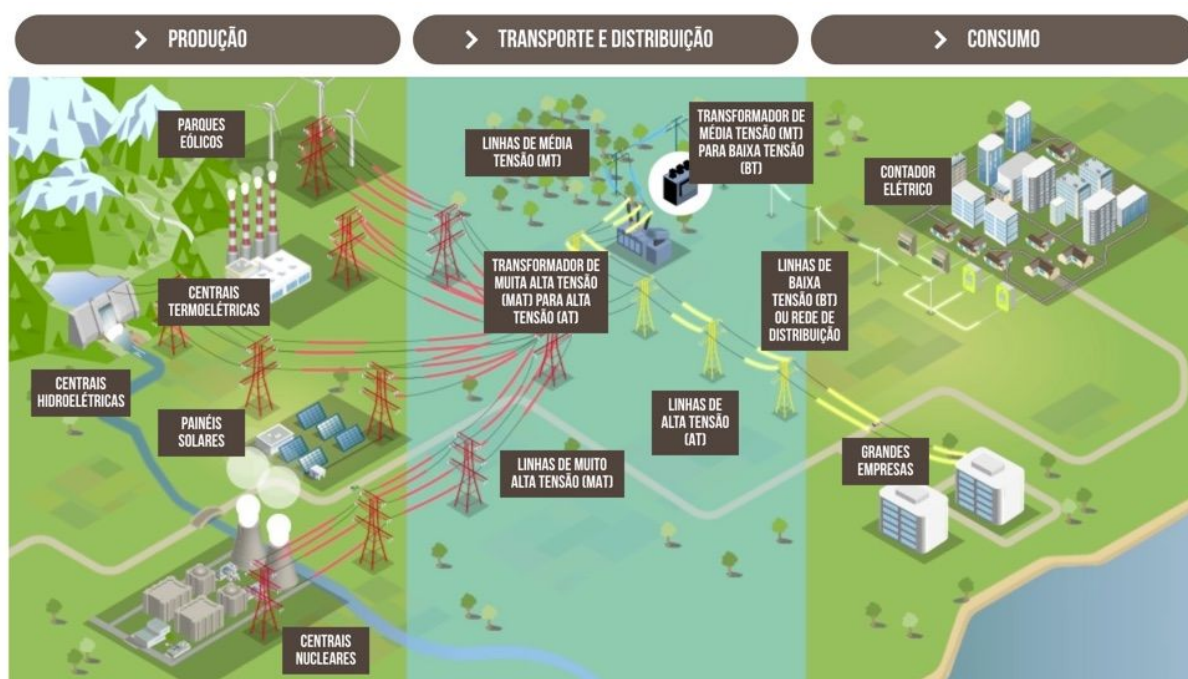 PRODUÇÃO
TRANSPORTE E DISTRIBUIÇÃO
CONSUMO
PARQUES
EÓLICOS
CENTRAIS
TERMOELÉTRICAS
CENTRAIS
HIDROELÉTRICAS
PAINÉIS
SOLARES
CENTRAIS
NUCLEARES
LINHAS DE MÉDIA
TENSÃO (MT)
TRANSFORMADOR DE
MÉDIA TENSÃO (MT)
PARA BAIXA TENSÃO
(BT)
TRANSFORMADOR DE
MUITA ALTA TENSÃO
(MAT) PARA ALTA
TENSÃO (AT)
LINHAS DE MUITO
ALTA TENSÃO (MAT)
LINHAS DE
ALTA TENSÃO
(AT)
LINHAS DE
BAIXA
TENSÃO (BT)
OU REDE DE
DISTRIBUIÇÃO
CONTADOR
ELÉTRICO
GRANDES
EMPRESAS